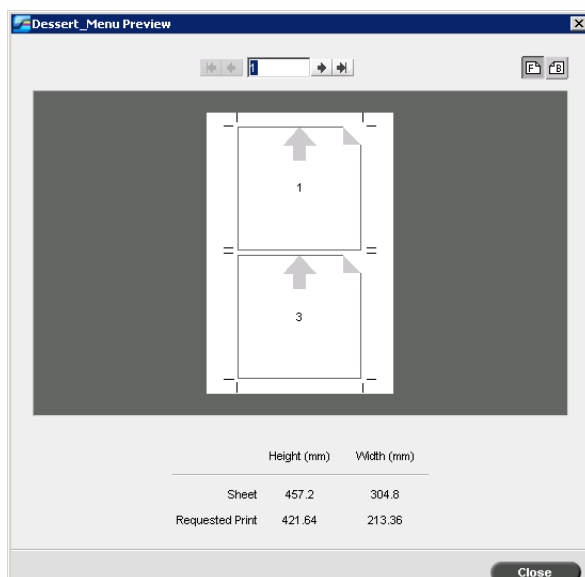 Dessert_Menu Preview
1
F B
1
3
Height (mm) Width (mm)
Sheet 457.2 304.8
Requested Print 421.64 213.36
Close